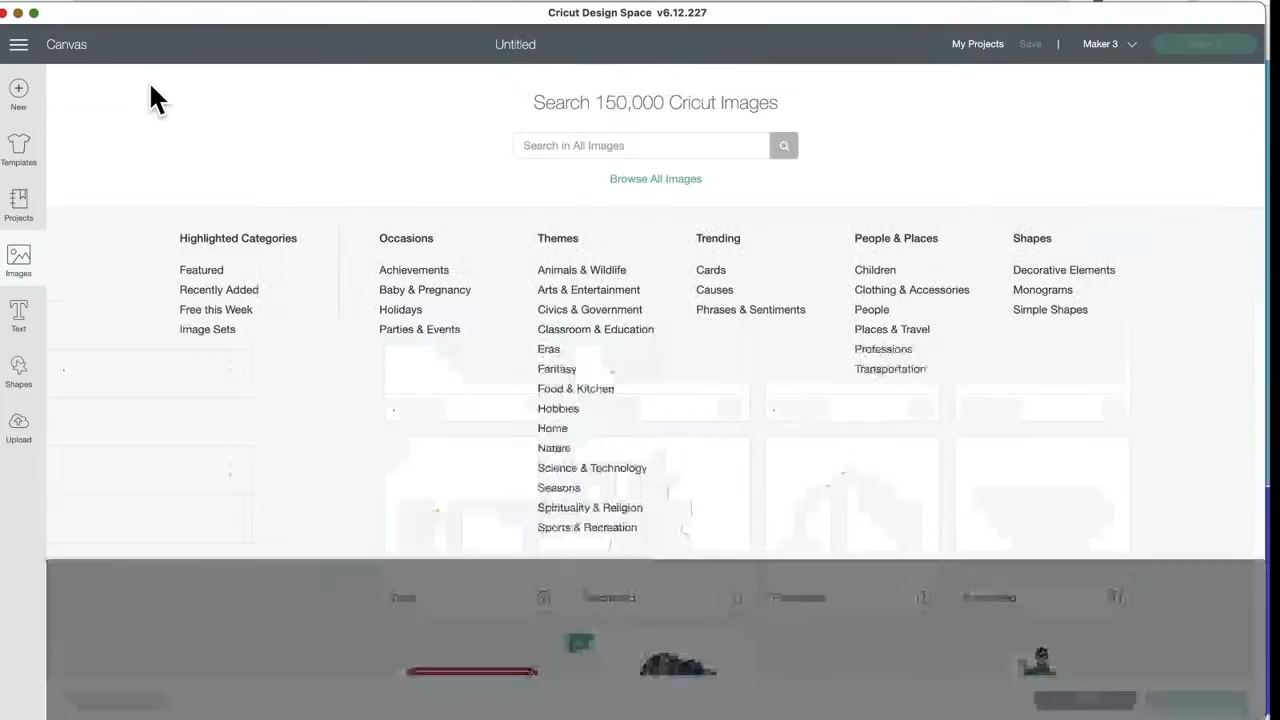 Cricut Design Space v6.12.227
Canvas
Untitled
My Projects
Save
|
Maker 3
New
Templates
Projects
Images
Text
Shapes
Upload
Search 150,000 Cricut Images
Search in All Images
Browse All Images
Highlighted Categories
Featured
Recently Added
Free this Week
Image Sets
Occasions
Achievements
Baby & Pregnancy
Holidays
Parties & Events
Themes
Animals & Wildlife
Arts & Entertainment
Civics & Government
Classroom & Education
Eras
Fantasy
Food & Kitchen
Hobbies
Home
Nature
Science & Technology
Seasons
Spirituality & Religion
Sports & Recreation
Trending
Cards
Causes
Phrases & Sentiments
People & Places
Children
Clothing & Accessories
People
Places & Travel
Professions
Transportation
Shapes
Decorative Elements
Monograms
Simple Shapes